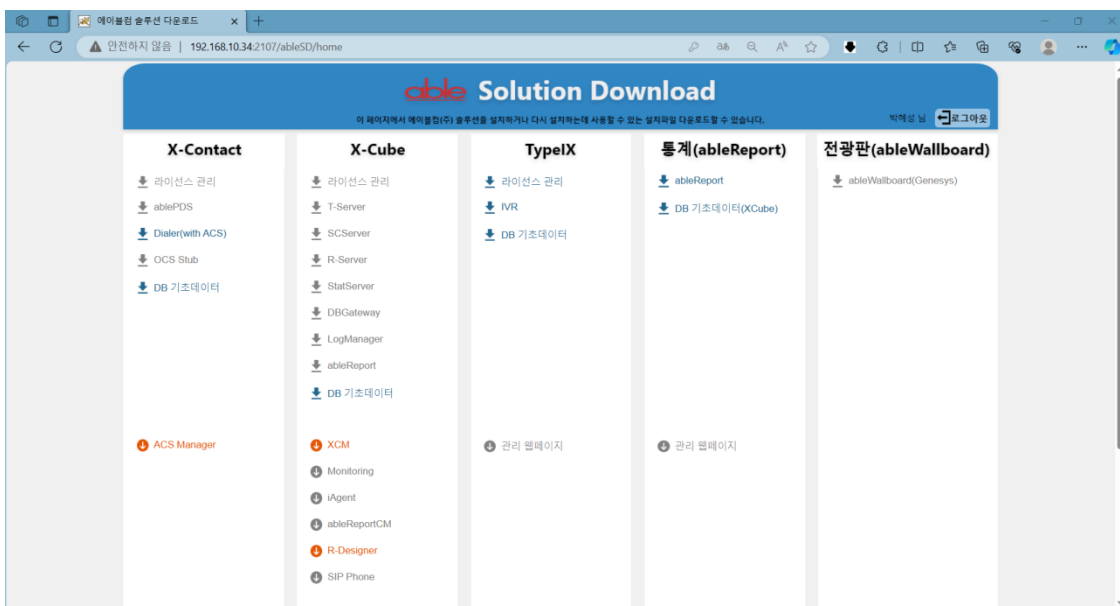 에이블컴 솔루션 다운로드
안전하지 않음 | 192.168.10.34:2107/ableSD/home
able Solution Download
이 페이지에서 에이블컴(주) 솔루션을 설치하거나 다시 설치하는데 사용할 수 있는 설치파일 다운로드할 수 있습니다.
박혜성 님 로그아웃
X-Contact
라이선스 관리
ablePDS
Dialer(with ACS)
OCS Stub
DB 기초데이터
ACS Manager
X-Cube
라이선스 관리
T-Server
SCServer
R-Server
StatServer
DBGateway
LogManager
ableReport
DB 기초데이터
XCM
Monitoring
iAgent
ableReportCM
R-Designer
SIP Phone
TypeIX
라이선스 관리
IVR
DB 기초데이터
관리 웹페이지
통계(ableReport)
ableReport
DB 기초데이터(XCube)
관리 웹페이지
전광판(ableWallboard)
ableWallboard(Genesys)